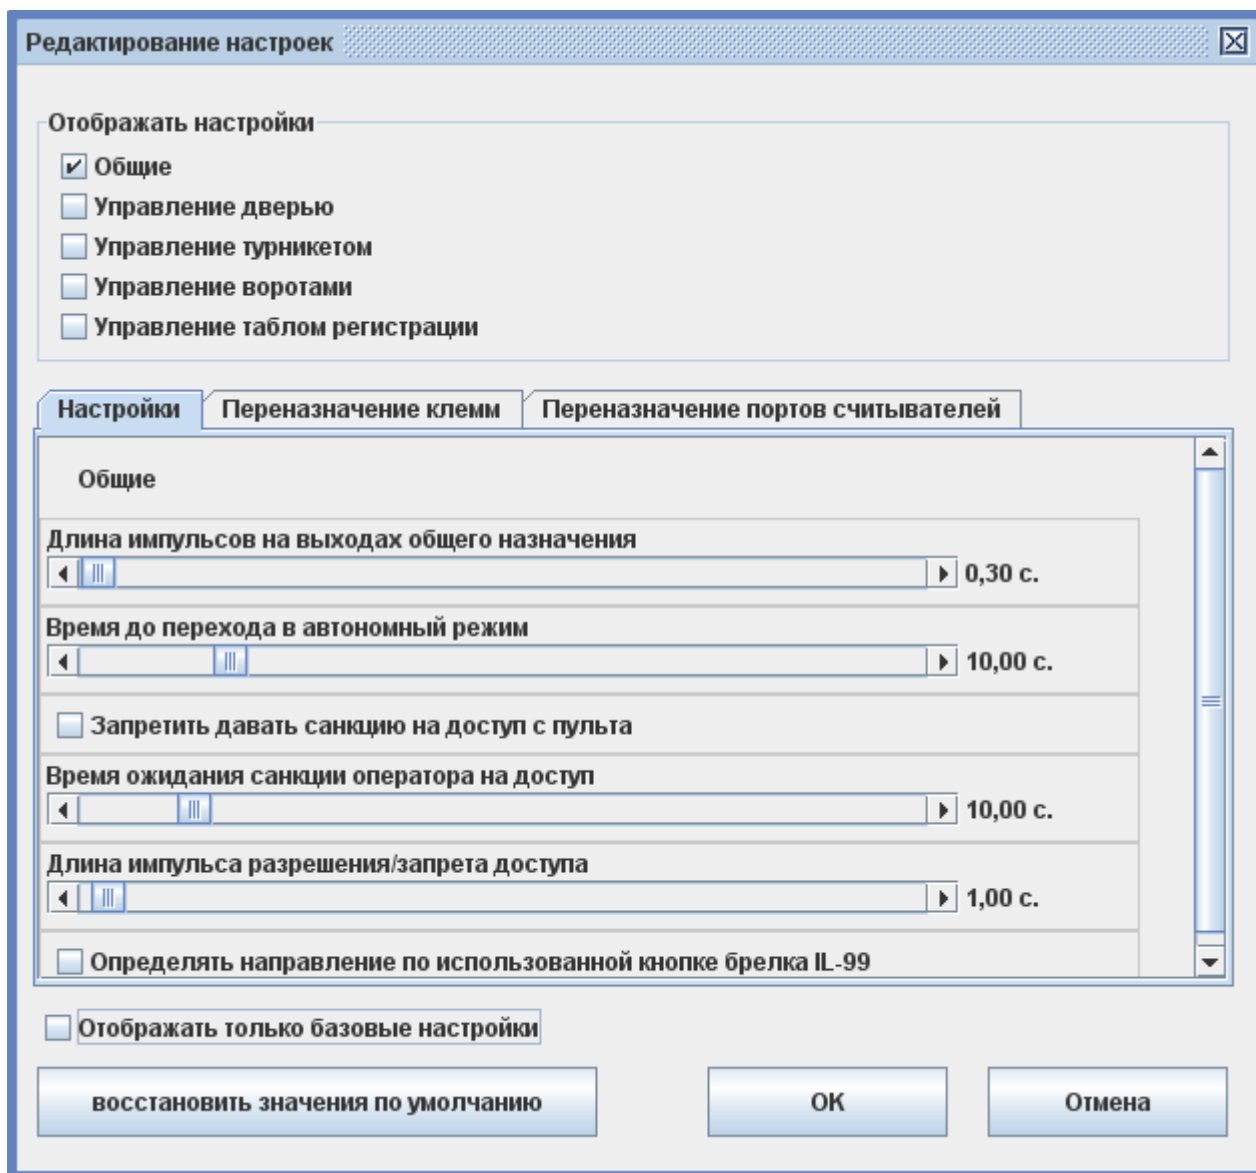 Редактирование настроек
Отображать настройки
Общие
Управление дверью
Управление турникетом
Управление воротами
Управление таблом регистрации
Настройки Переназначение клемм Переназначение портов считывателей
Общие
Длина импульсов на выходах общего назначения
0,30 с.
Время до перехода в автономный режим
10,00 с.
Запретить давать санкцию на доступ с пульта
Время ожидания санкции оператора на доступ
10,00 с.
Длина импульса разрешения/запрета доступа
1,00 с.
Определять направление по использованной кнопке брелка IL-99
Отображать только базовые настройки
восстановить значения по умолчанию ОК Отмена